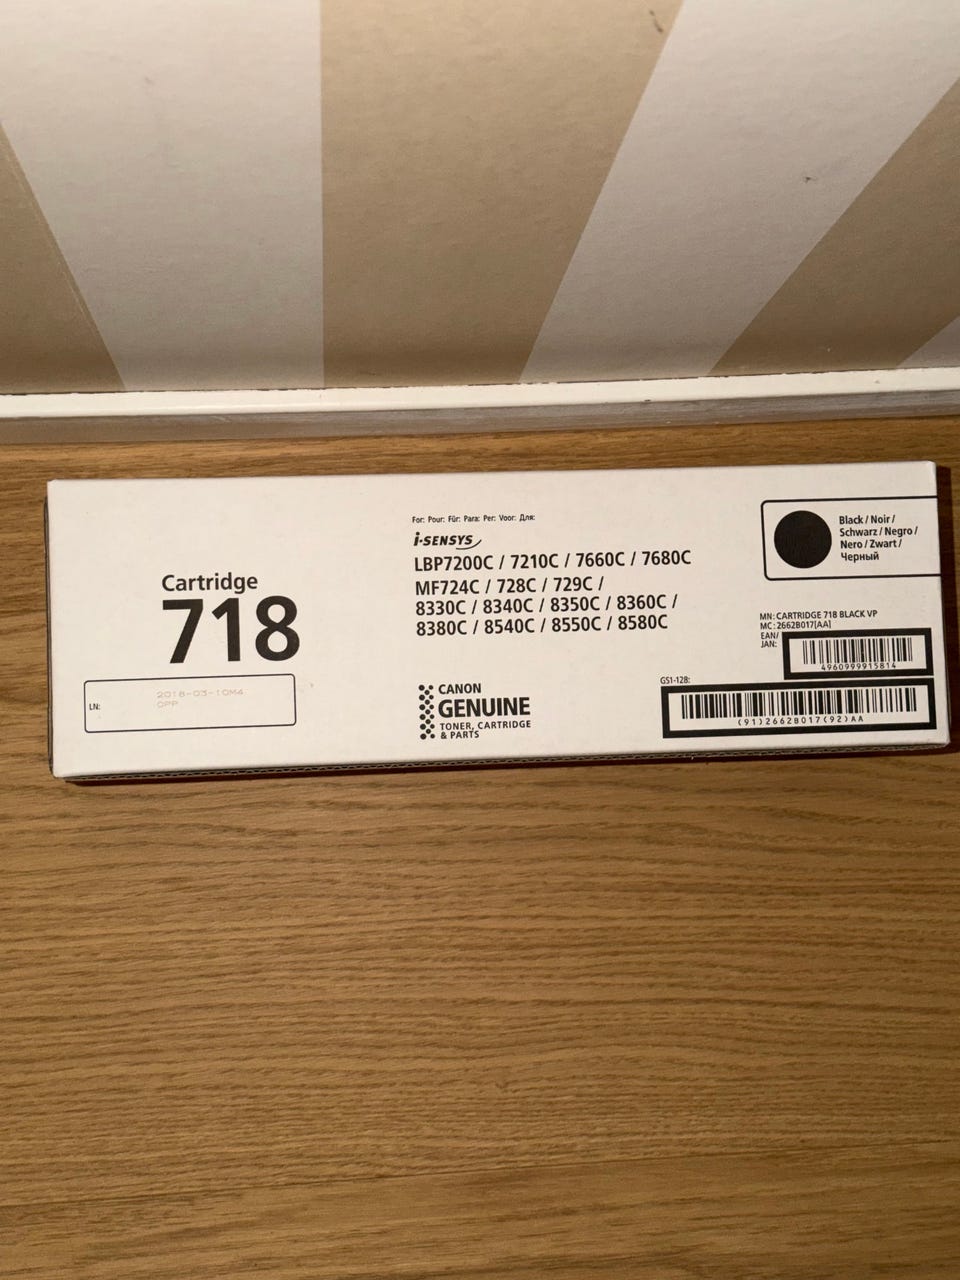 Cartridge
718
LN:
2018-03-10M4
OPP
For: Pour: Für: Para: Per: Voor: Для:
i-SENSYS
LBP7200C / 7210C / 7660C / 7680C
MF724C / 728C / 729C /
8330C / 8340C / 8350C / 8360C /
8380C / 8540C / 8550C / 8580C
CANON
GENUINE
TONER, CARTRIDGE
& PARTS
Black / Noir /
Schwarz / Negro /
Nero / Zwart /
Черный
MN: CARTRIDGE 718 BLACK VP
MC: 2662B017[AA]
EAN/
JAN:
4960999915814
GS1-128:
(91)2662B017(92)AA